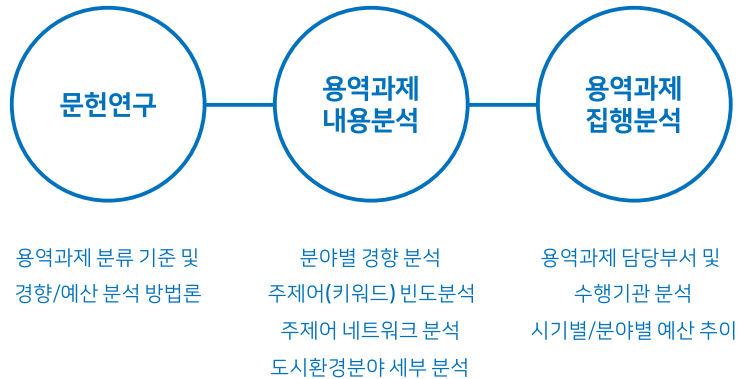 문헌연구
용역과제
내용분석
용역과제
집행분석
용역과제 분류 기준 및
경향/예산 분석 방법론
분야별 경향 분석
주제어(키워드) 빈도분석
주제어 네트워크 분석
도시환경분야 세부 분석
용역과제 담당부서 및
수행기관 분석
시기별/분야별 예산 추이